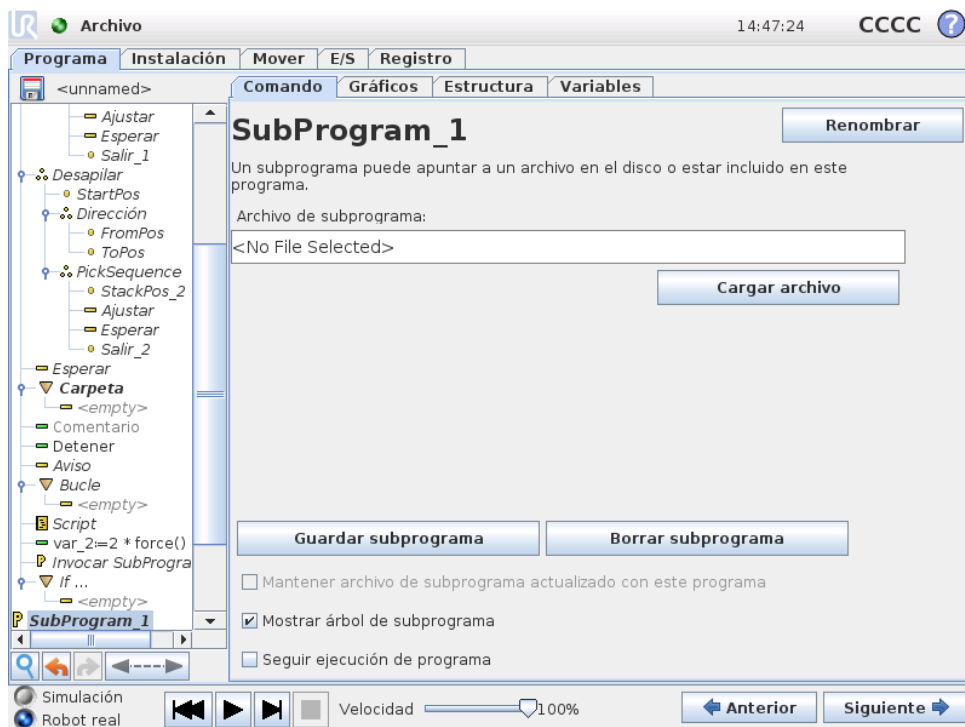 UR Archivo 14:47:24 CCCC ?
Programa Instalación Mover E/S Registro
<unnamed>
Comando Gráficos Estructura Variables
Ajustar
Esperar
Salir_1
Desapilar
StartPos
Dirección
FromPos
ToPos
PickSequence
StackPos_2
Ajustar
Esperar
Salir_2
Esperar
Carpeta
<empty>
Comentario
Detener
Aviso
Bucle
<empty>
Script
var_2:=2 * force()
P Invocar SubProgra
If ...
<empty>
P SubProgram_1
SubProgram_1
Renombrar
Un subprograma puede apuntar a un archivo en el disco o estar incluido en este
programa.
Archivo de subprograma:
<No File Selected>
Cargar archivo
Guardar subprograma Borrar subprograma
Mantener archivo de subprograma actualizado con este programa
Mostrar árbol de subprograma
Seguir ejecución de programa
Simulación
Robot real
Velocidad 100%
Anterior Siguiente